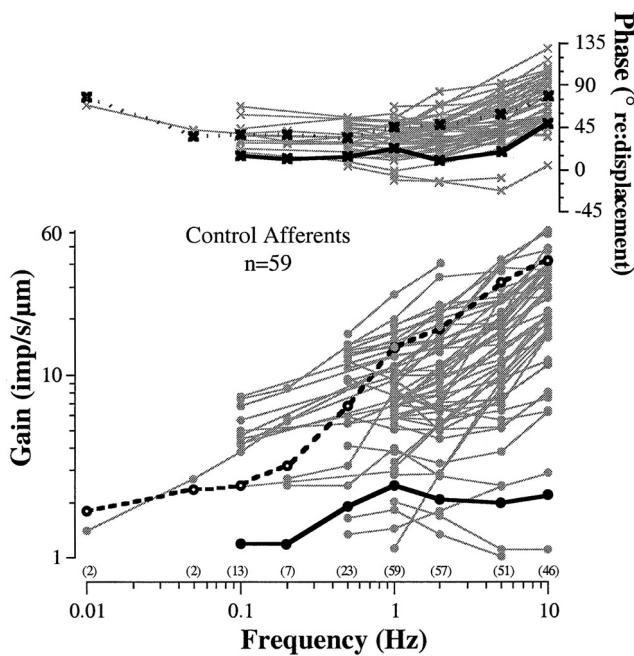 135
90
45
0
-45
Phase (° re:displacement)
Control Afferents
n=59
60
10
1
Gain (imp/s/µm)
(2) (2) (13) (7) (23) (59) (57) (51) (46)
0.01 0.1 1 10
Frequency (Hz)